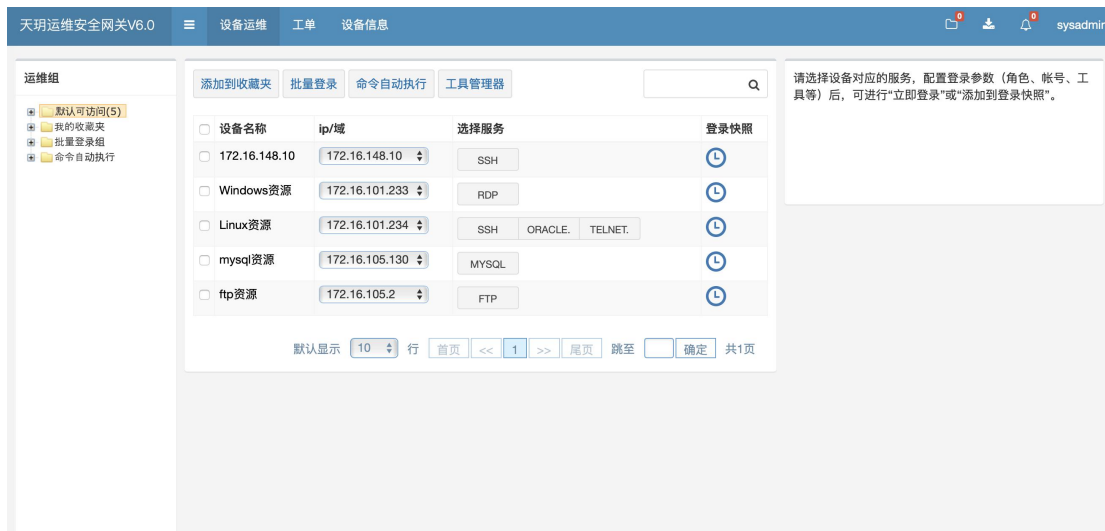 天玥运维安全网关V6.0 设备运维 工单 设备信息 0 0 sysadmin
运维组
默认可访问(5)
我的收藏夹
批量登录组
命令自动执行
添加到收藏夹 批量登录 命令自动执行 工具管理器
设备名称 ip/域 选择服务 登录快照
172.16.148.10 172.16.148.10 SSH
Windows资源 172.16.101.233 RDP
Linux资源 172.16.101.234 SSH ORACLE. TELNET.
mysql资源 172.16.105.130 MYSQL
ftp资源 172.16.105.2 FTP
默认显示 10 行 首页 << 1 >> 尾页 跳至 确定 共1页
请选择设备对应的服务，配置登录参数（角色、帐号、工
具等）后，可进行“立即登录”或“添加到登录快照”。